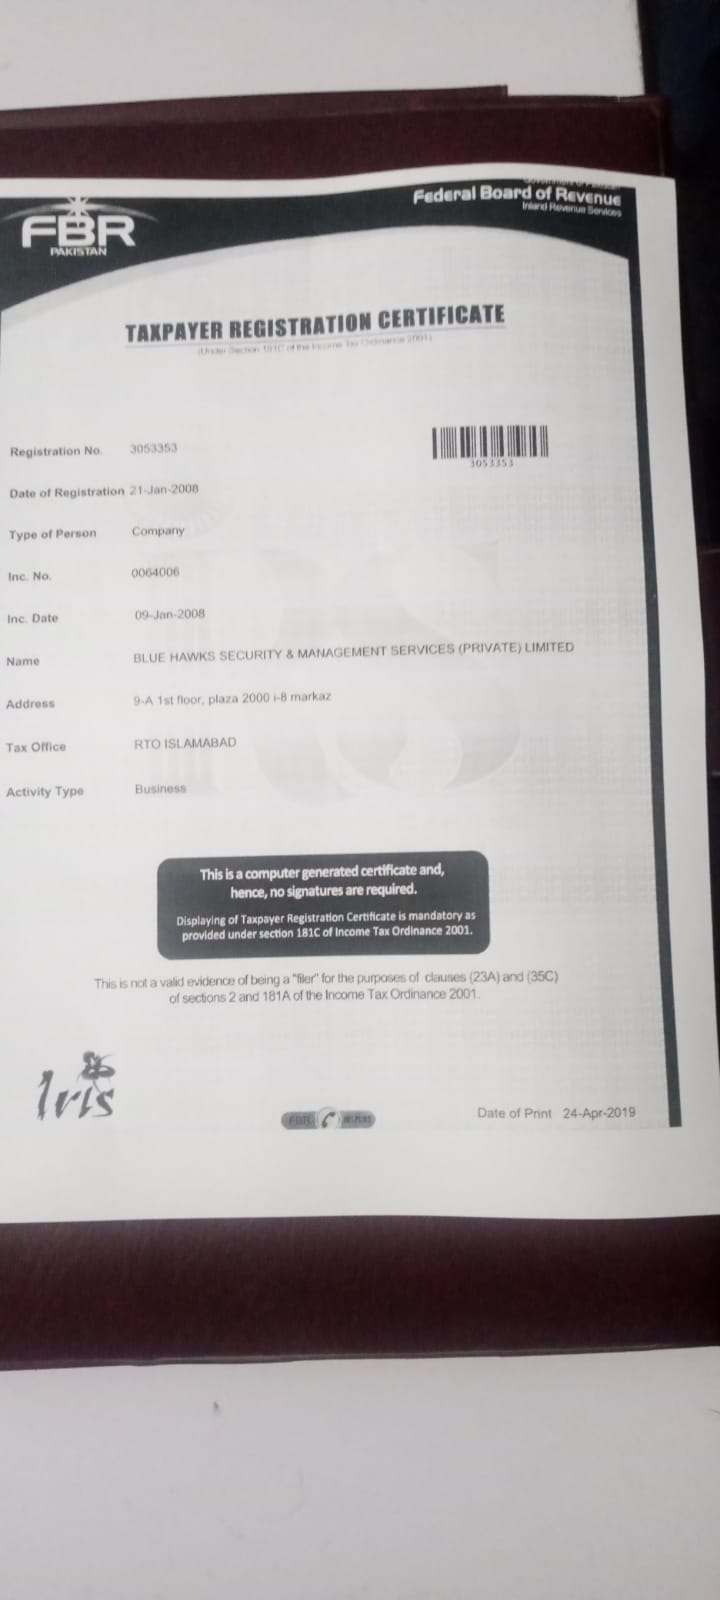 FBR
PAKISTAN
Federal Board of Revenue
Inland Revenue Services
TAXPAYER REGISTRATION CERTIFICATE
(Under Section 181C of the Income Tax Ordinance 2001)
Registration No. 3053353
3053353
Date of Registration 21-Jan-2008
Type of Person Company
Inc. No. 0064006
Inc. Date 09-Jan-2008
Name BLUE HAWKS SECURITY & MANAGEMENT SERVICES (PRIVATE) LIMITED
Address 9-A 1st floor, plaza 2000 i-8 markaz
Tax Office RTO ISLAMABAD
Activity Type Business
This is a computer generated certificate and,
hence, no signatures are required.
Displaying of Taxpayer Registration Certificate is mandatory as
provided under section 181C of Income Tax Ordinance 2001.
This is not a valid evidence of being a "filer" for the purposes of clauses (23A) and (35C)
of sections 2 and 181A of the Income Tax Ordinance 2001.
Iris
FBR HELPLINE
Date of Print 24-Apr-2019